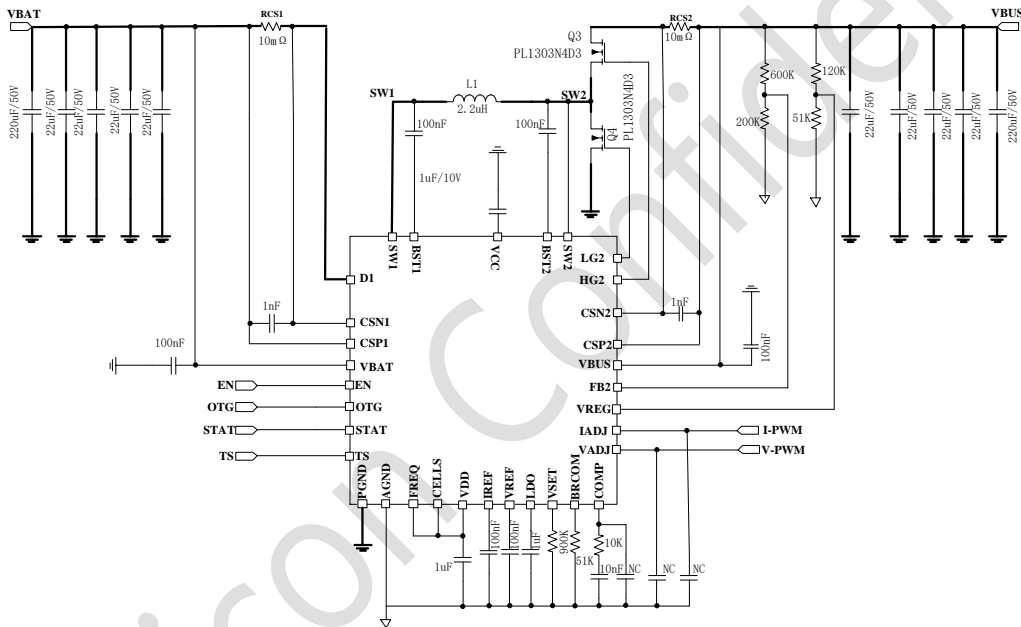 VBAT
RCS1
10mΩ
RCS2
10mΩ
VBUS
Q3
PL1303N4D3
SW1
L1
2.2uH
SW2
Q4
PL1303N4D3
100nF
100nF
1uF/10V
600K
120K
200K
51K
220uF/50V
22uF/50V
22uF/50V
22uF/50V
22uF/50V
22uF/50V
22uF/50V
22uF/50V
22uF/50V
220uF/50V
SW1
BST1
VCC
BST2
SW2
D1
LG2
HG2
1nF
CSN1
CSN2
1nF
CSP1
CSP2
100nF
VBAT
VBUS
100nF
EN
EN
FB2
OTG
OTG
VREG
STAT
STAT
IADJ
I-PWM
TS
TS
VADJ
V-PWM
PGND
AGND
FREQ
CELLS
VDD
IREF
VREF
LDO
VSET
BRCOM
COMP
1uF
100nF
100nF
1uF
900K
51K
10K
10nF
NC
NC
NC
icon Confiden